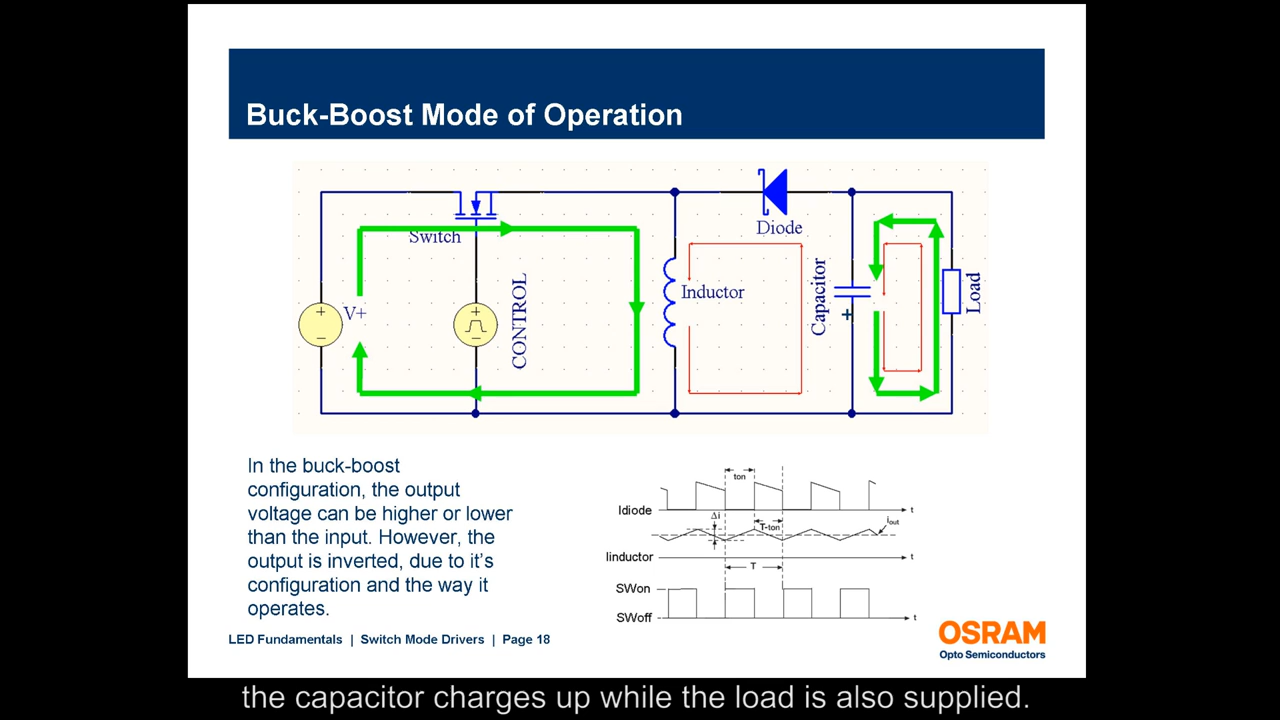 Buck-Boost Mode of Operation
Switch
Diode
V+
CONTROL
Inductor
Capacitor
Load
+
−
+
−
+
In the buck-boost
configuration, the output
voltage can be higher or lower
than the input. However, the
output is inverted, due to it's
configuration and the way it
operates.
ton
Idiode
t
Δi
T-ton
iout
Iinductor
t
T
SWon
SWoff
t
LED Fundamentals | Switch Mode Drivers | Page 18
OSRAM
Opto Semiconductors
the capacitor charges up while the load is also supplied.